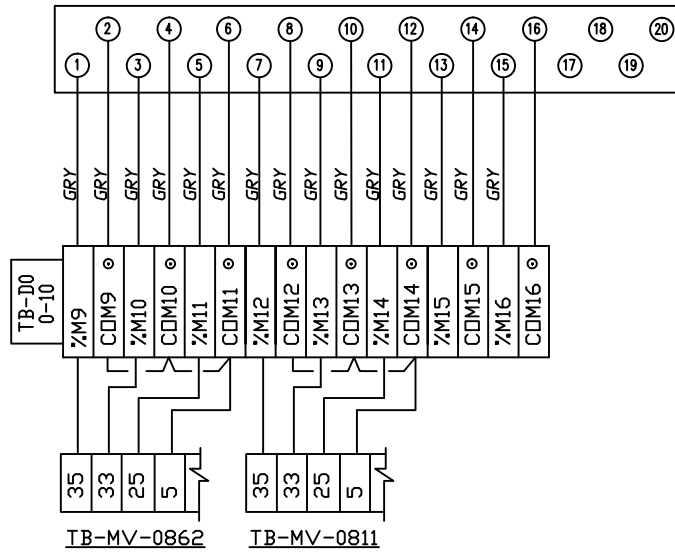 2 4 6 8 10 12 14 16 18 20
1 3 5 7 9 11 13 15 17 19
GRY GRY GRY GRY GRY GRY GRY GRY GRY GRY GRY GRY GRY GRY GRY
TB-DO
0-10
%M9 COM9 %M10 COM10 %M11 COM11 %M12 COM12 %M13 COM13 %M14 COM14 %M15 COM15 %M16 COM16
35 33 25 5 35 33 25 5
TB-MV-0862 TB-MV-0811